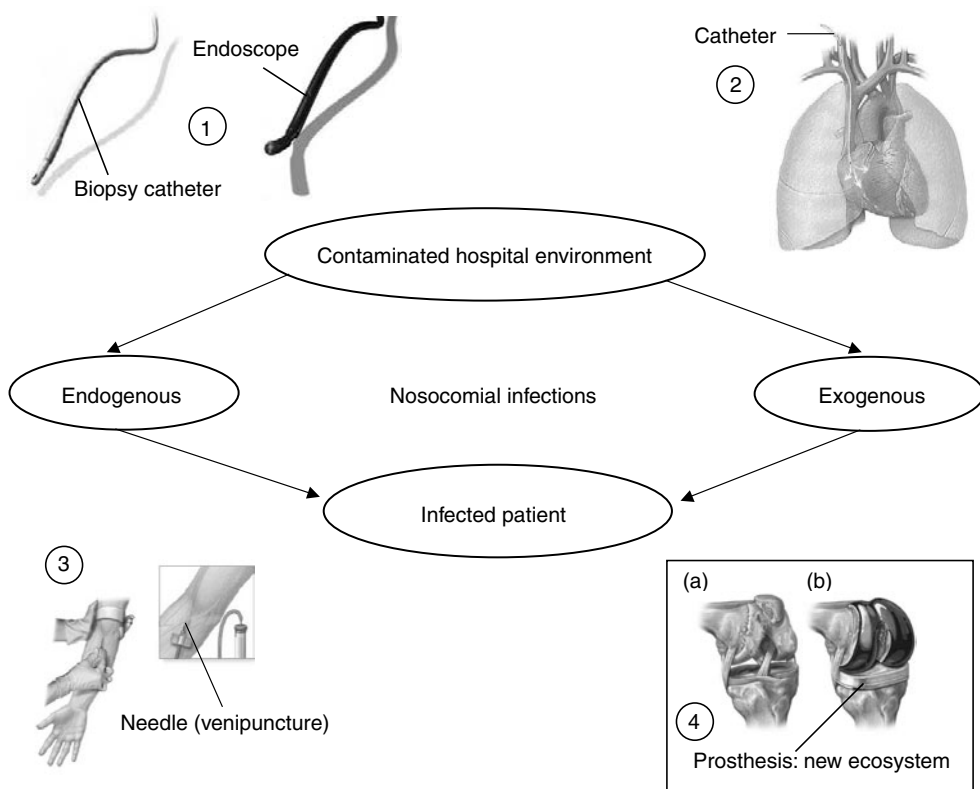 Endoscope
Catheter
1
2
Biopsy catheter
Contaminated hospital environment
Endogenous
Nosocomial infections
Exogenous
Infected patient
3
(a)
(b)
Needle (venipuncture)
4
Prosthesis: new ecosystem